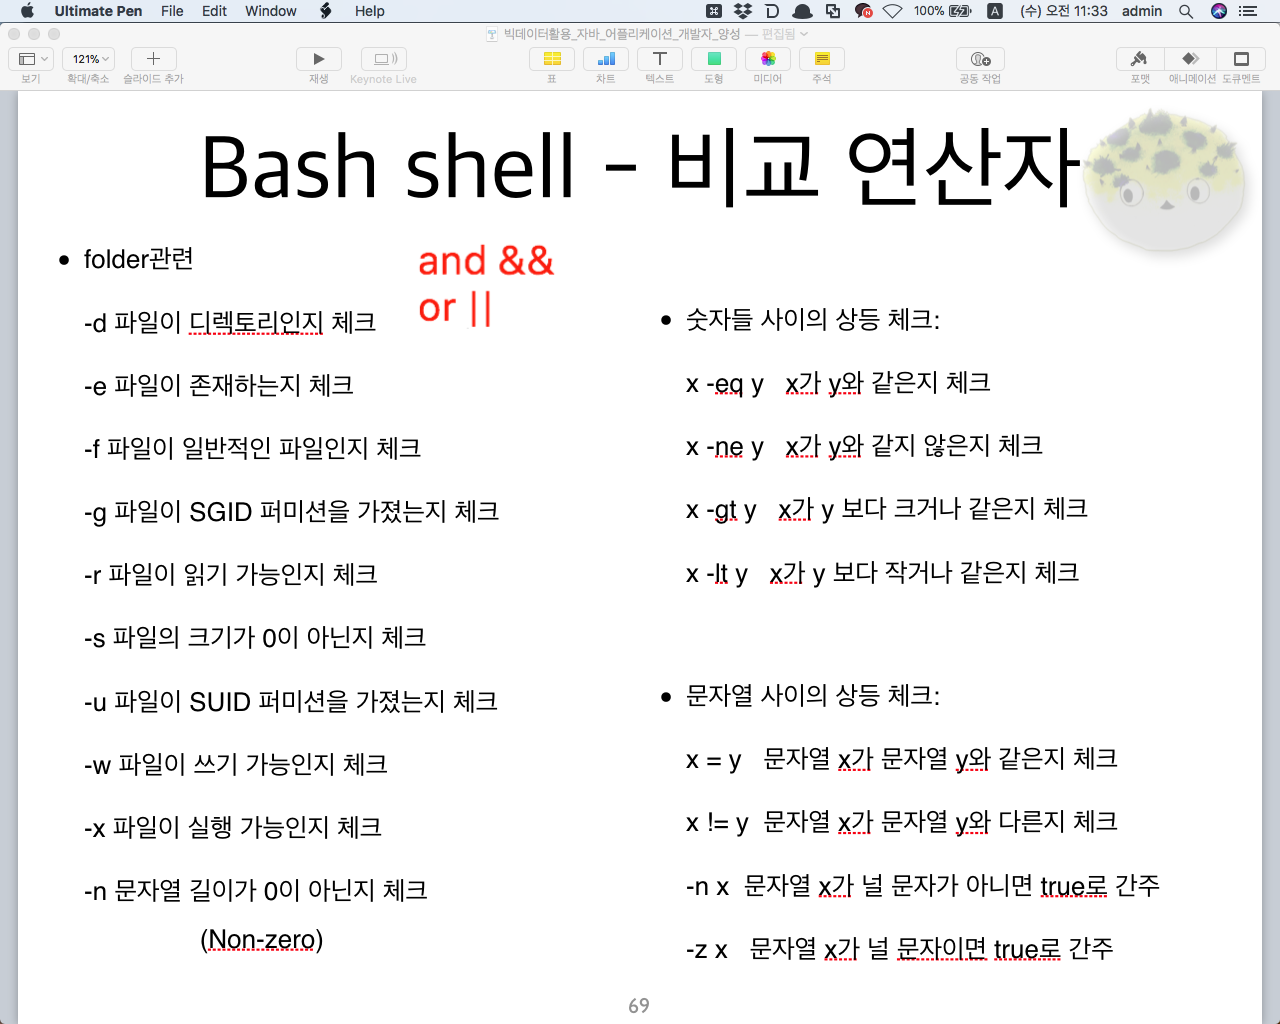 Ultimate Pen File Edit Window Help 100% A (수) 오전 11:33 admin
빅데이터활용_자바_어플리케이션_개발자_양성 — 편집됨
121%
보기 확대/축소 슬라이드 추가 재생 Keynote Live 표 차트 텍스트 도형 미디어 주석 공동 작업 포맷 애니메이션 도큐멘트
Bash shell - 비교 연산자
folder관련
and &&
or ||
-d 파일이 디렉토리인지 체크
-e 파일이 존재하는지 체크
-f 파일이 일반적인 파일인지 체크
-g 파일이 SGID 퍼미션을 가졌는지 체크
-r 파일이 읽기 가능인지 체크
-s 파일의 크기가 0이 아닌지 체크
-u 파일이 SUID 퍼미션을 가졌는지 체크
-w 파일이 쓰기 가능인지 체크
-x 파일이 실행 가능인지 체크
-n 문자열 길이가 0이 아닌지 체크
(Non-zero)
숫자들 사이의 상등 체크:
x -eq y x가 y와 같은지 체크
x -ne y x가 y와 같지 않은지 체크
x -gt y x가 y 보다 크거나 같은지 체크
x -lt y x가 y 보다 작거나 같은지 체크
문자열 사이의 상등 체크:
x = y 문자열 x가 문자열 y와 같은지 체크
x != y 문자열 x가 문자열 y와 다른지 체크
-n x 문자열 x가 널 문자가 아니면 true로 간주
-z x 문자열 x가 널 문자이면 true로 간주
69